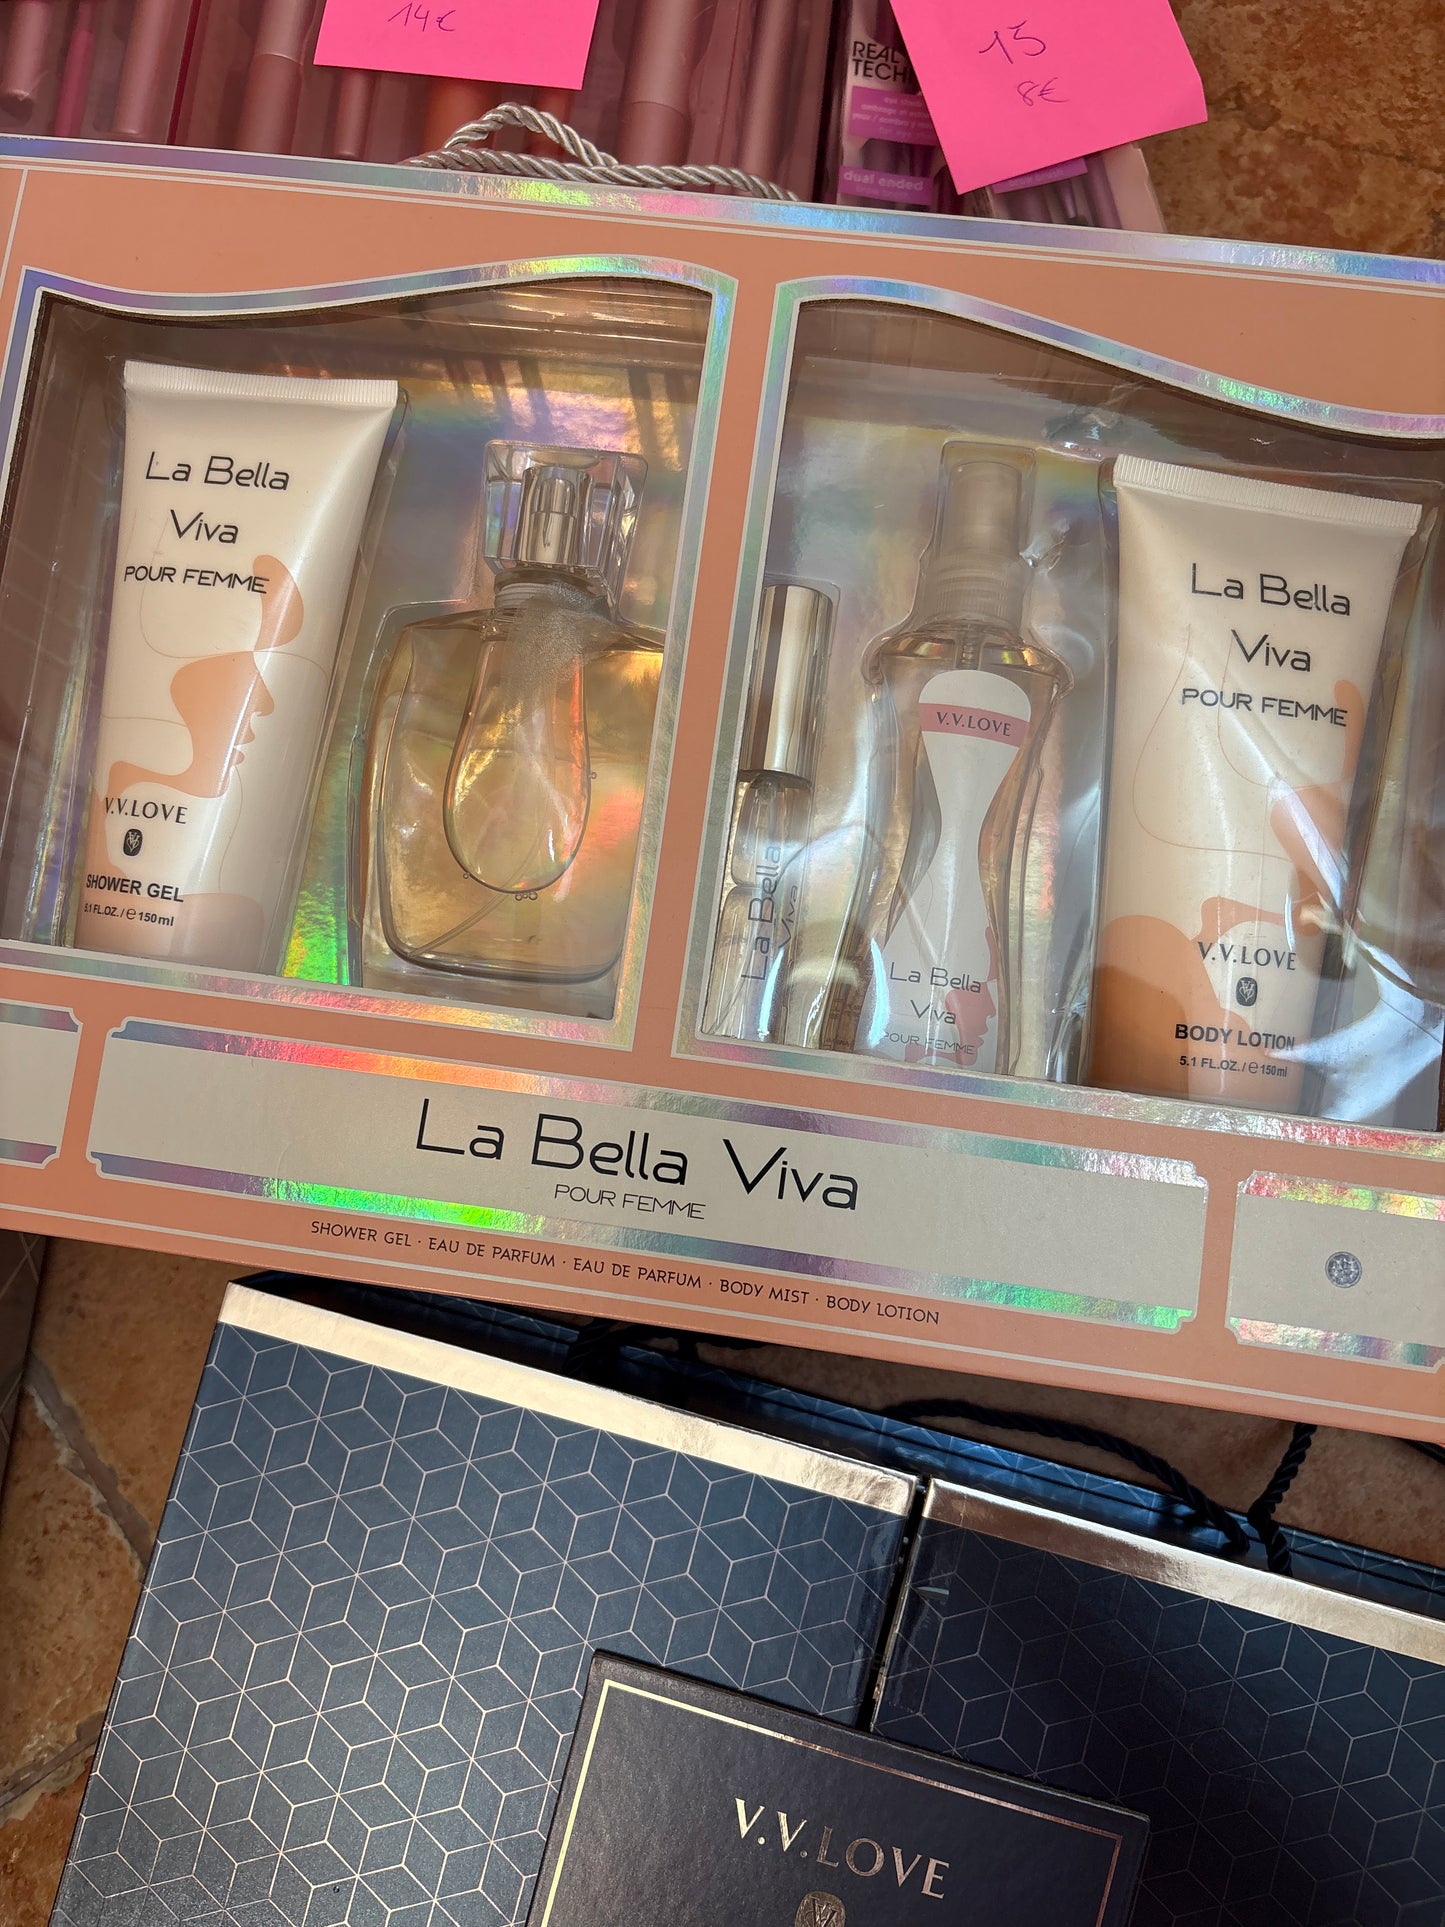 14€
15
8€
REAL
TECH
dual ended
La Bella
Viva
POUR FEMME
V.V.LOVE
SHOWER GEL
5.1 FL.OZ./℮150ml
La Bella
Viva
V.V.LOVE
La Bella
Viva
POUR FEMME
La Bella
Viva
POUR FEMME
V.V.LOVE
BODY LOTION
5.1 FL.OZ./℮150ml
La Bella Viva
POUR FEMME
SHOWER GEL · EAU DE PARFUM · EAU DE PARFUM · BODY MIST · BODY LOTION
V.V.LOVE